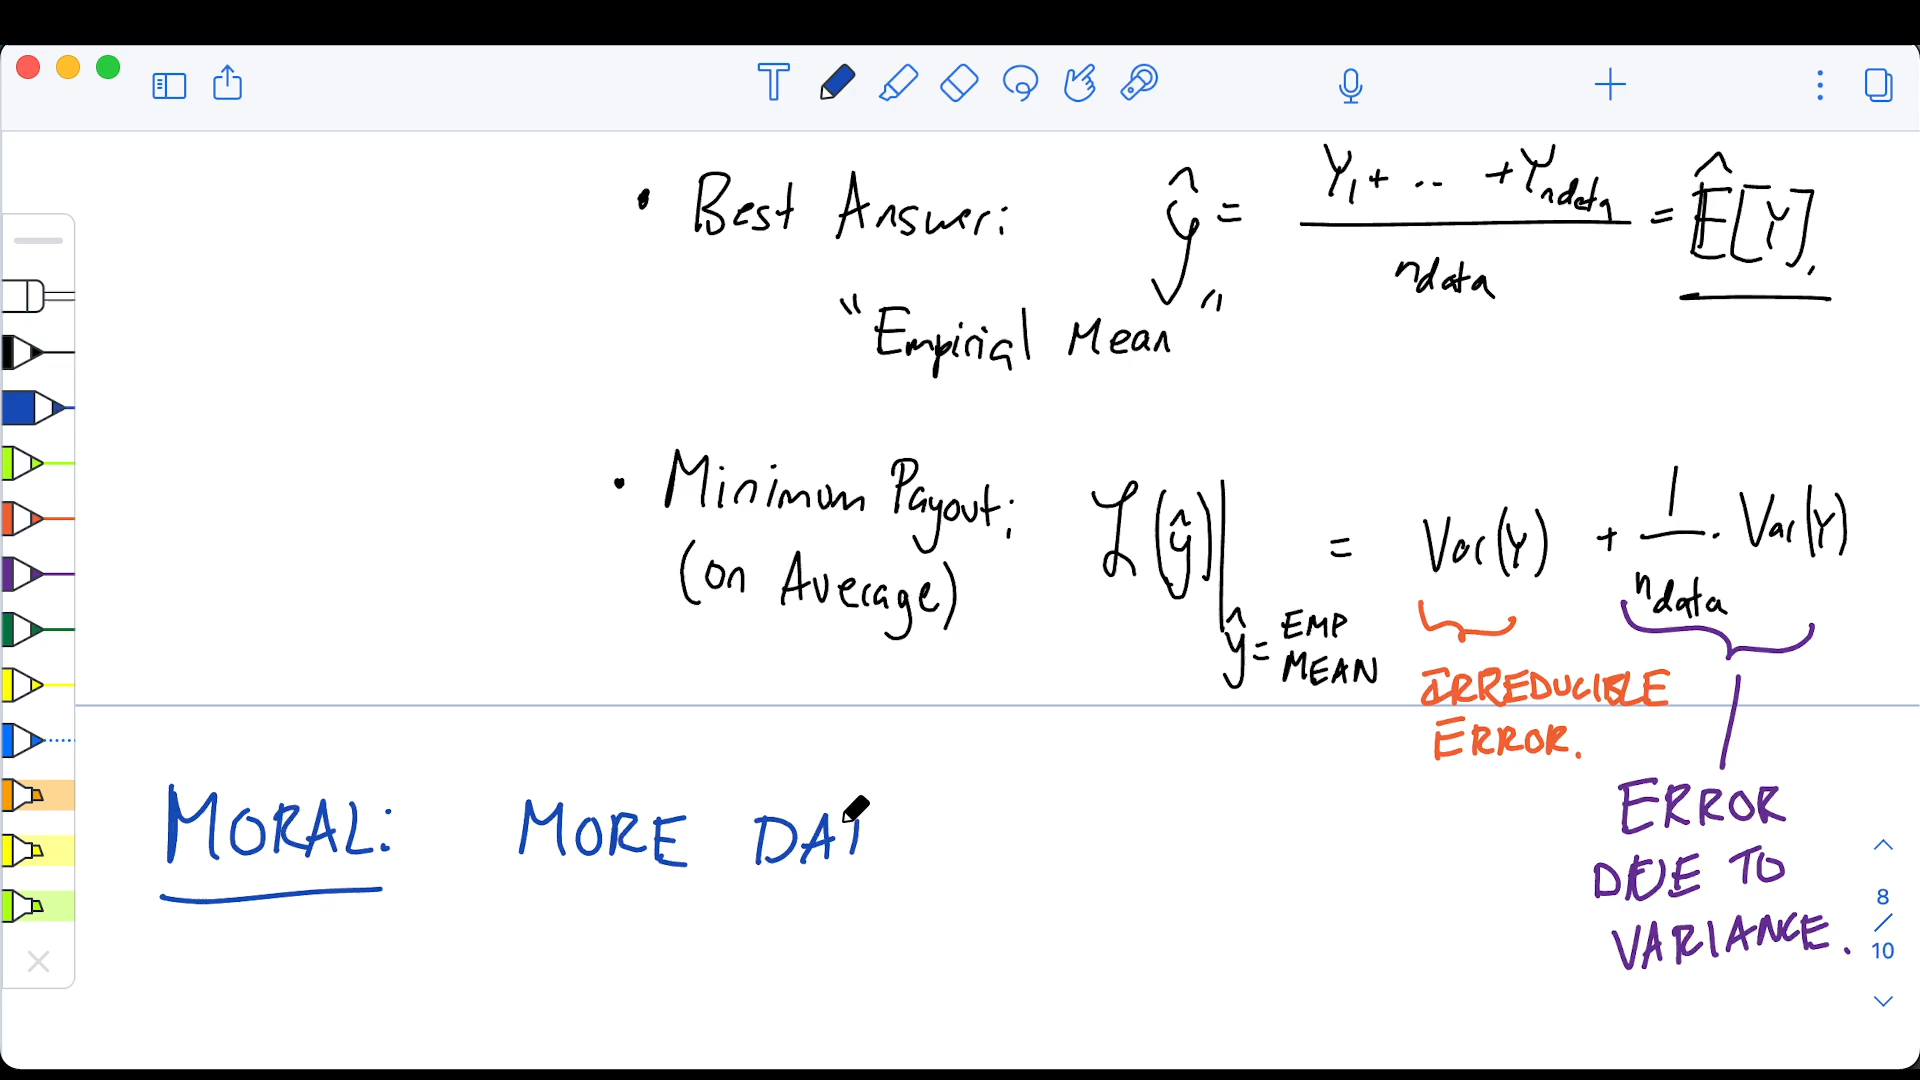 • Best Answer: ŷ = (Y₁ + .. + Y_ndata) / ndata = Ê[Y].
"Empirial Mean"
• Minimum Payout: ℒ(ŷ)| ŷ = EMP MEAN = Var(Y) + 1/ndata · Var(Y)
(on Average)
IRREDUCIBLE
ERROR.
ERROR
DUE TO
VARIANCE.
MORAL: MORE DAT
8
/
10